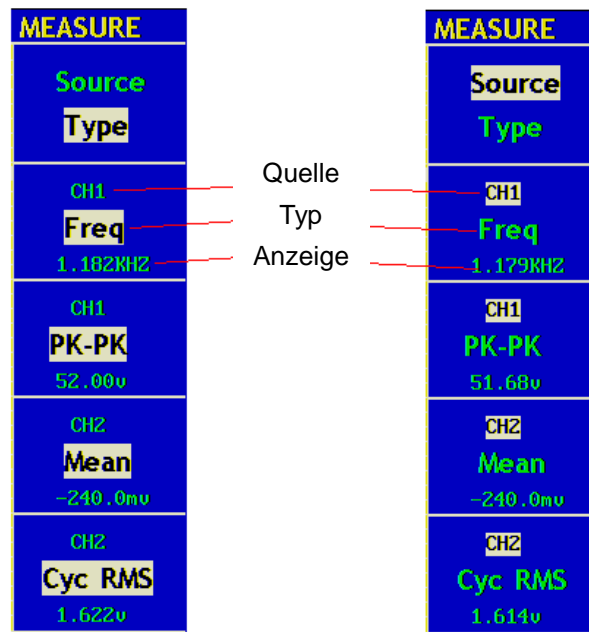 MEASURE
Source
Type
CH1
Freq
1.182KHZ
CH1
PK-PK
52.00v
CH2
Mean
-240.0mv
CH2
Cyc RMS
1.622v
Quelle
Typ
Anzeige
MEASURE
Source
Type
CH1
Freq
1.179KHZ
CH1
PK-PK
51.68v
CH2
Mean
-240.0mv
CH2
Cyc RMS
1.614v